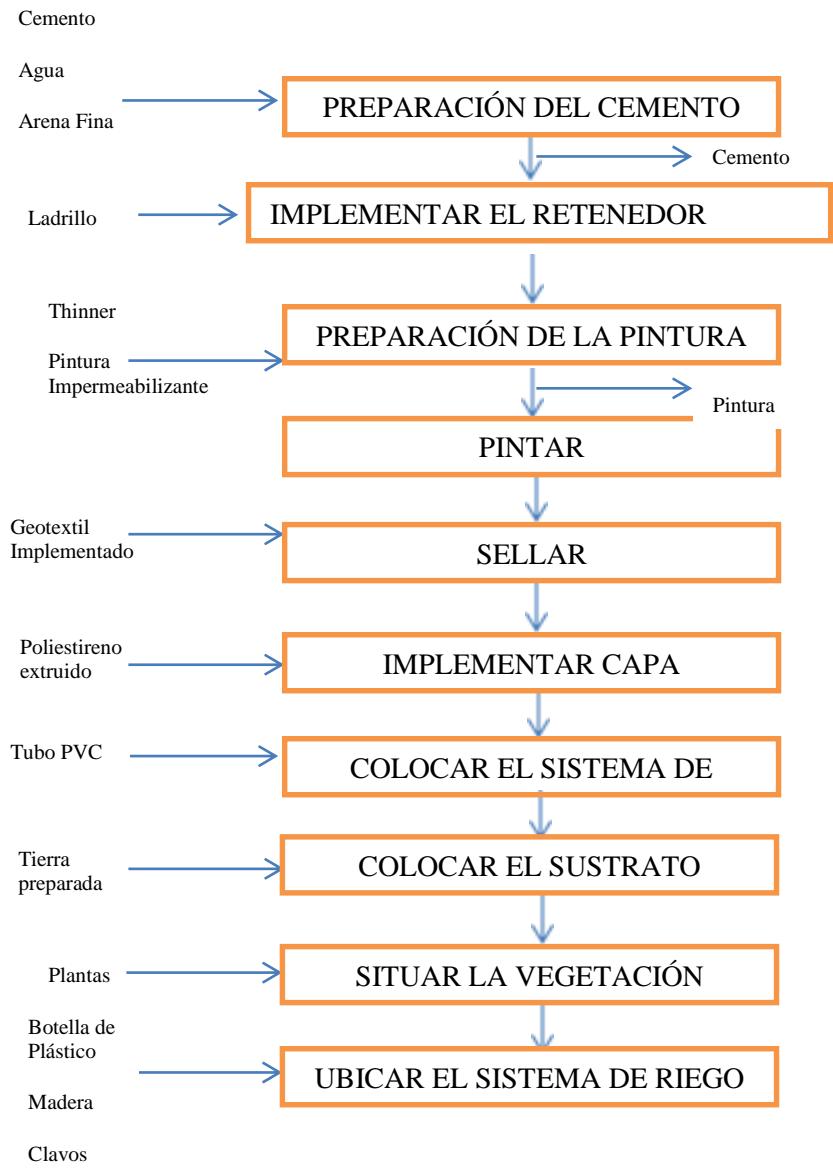 Cemento
Agua
Arena Fina
PREPARACIÓN DEL CEMENTO
Cemento
Ladrillo
IMPLEMENTAR EL RETENEDOR
Thinner
Pintura
Impermeabilizante
PREPARACIÓN DE LA PINTURA
Pintura
PINTAR
Geotextil
Implementado
SELLAR
Poliestireno
extruido
IMPLEMENTAR CAPA
Tubo PVC
COLOCAR EL SISTEMA DE
Tierra
preparada
COLOCAR EL SUSTRATO
Plantas
SITUAR LA VEGETACIÓN
Botella de
Plástico
Madera
Clavos
UBICAR EL SISTEMA DE RIEGO